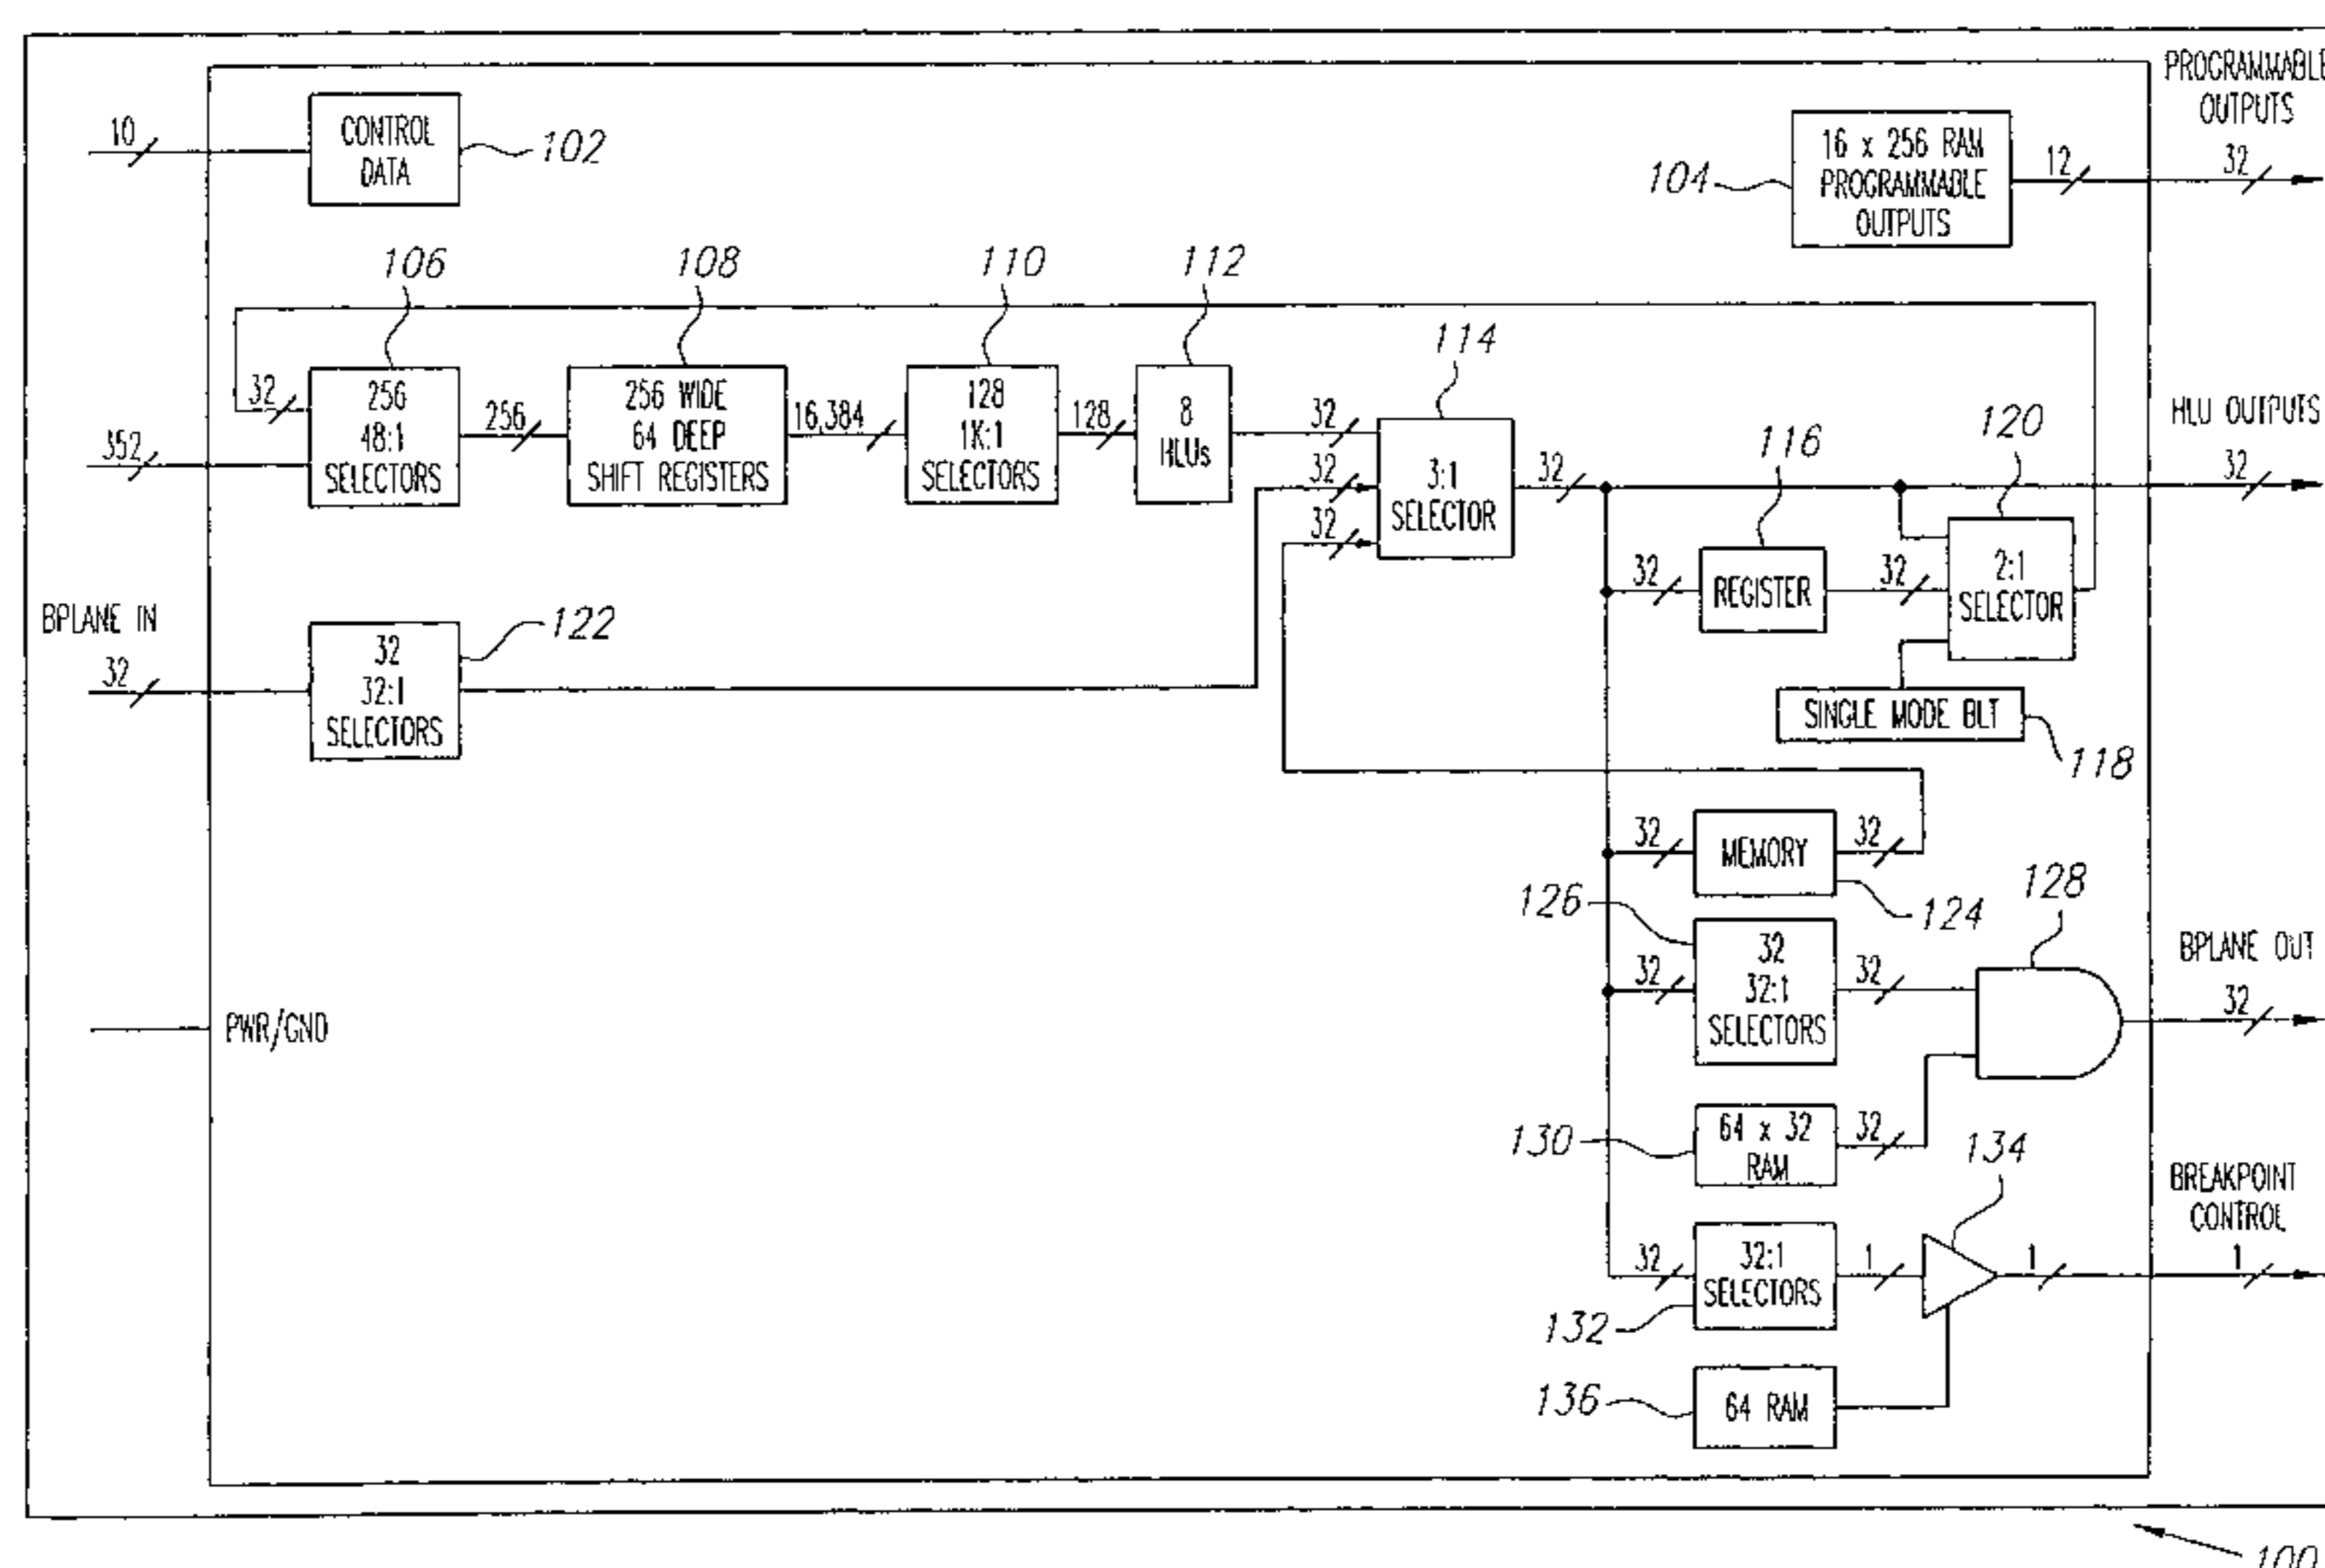 PROGRAMMABLE
OUTPUTS
10
CONTROL
DATA
102
104
16 x 256 RAM
PROGRAMMABLE
OUTPUTS
12
32
106
108
110
112
114
32
352
256
48:1
SELECTORS
256
256 WIDE
64 DEEP
SHIFT REGISTERS
16,384
128
1K:1
SELECTORS
128
8
HLUs
32
32
32
3:1
SELECTOR
32
116
120
HLU OUTPUTS
32
32
REGISTER
32
2:1
SELECTOR
SINGLE MODE BLT
118
BPLANE IN
32
32
32:1
SELECTORS
122
32
MEMORY
32
124
126
32
32
32:1
SELECTORS
32
128
BPLANE OUT
32
PWR/GND
130
64 x 32
RAM
32
134
BREAKPOINT
CONTROL
32
32:1
SELECTORS
1
1
1
132
136
64 RAM
100